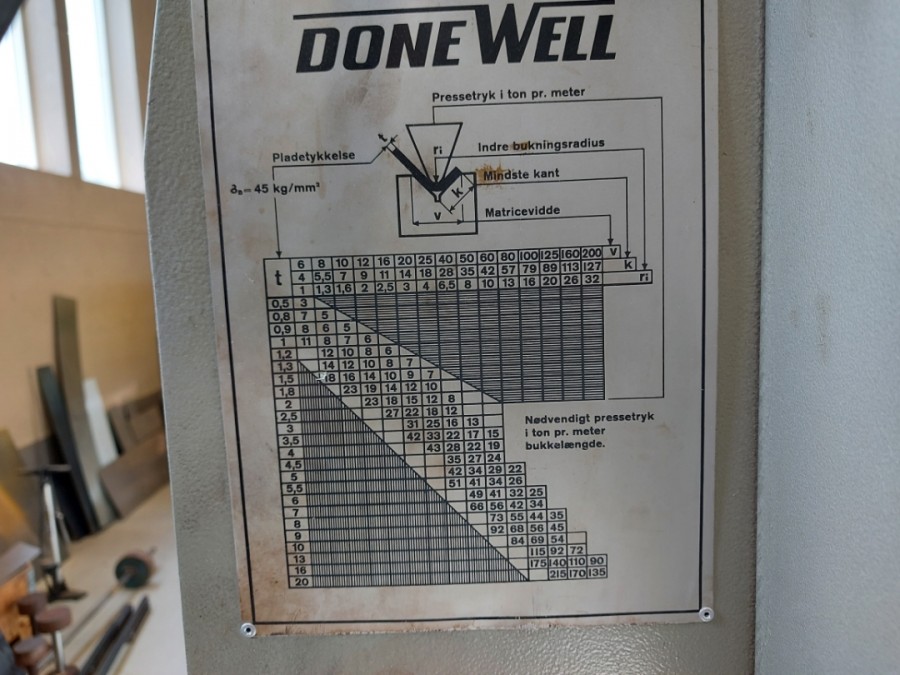 DONEWELL
Pressetryk i ton pr. meter
t
ri
Indre bukningsradius
Pladetykkelse
Mindste kant
∂B = 45 kg/mm²
k
v
Matricevidde
t 6 8 10 12 16 20 25 40 50 60 80 100 125 160 200 v
4 5,5 7 9 11 14 18 28 35 42 57 79 89 113 127 k
1 1,3 1,6 2 2,5 3 4 6,5 8 10 13 16 20 26 32 ri
0,5 3
0,8 7 5
0,9 8 6 5
1 11 8 7 6
1,2 12 10 8 6
1,3 14 12 10 8 7
1,5 18 16 14 10 9 7
1,8 23 19 14 12 10
2 23 18 15 12 8
2,5 27 22 18 12
3 31 25 16 13
3,5 42 33 22 17 15
4 43 28 22 19
4,5 35 27 24
5 42 34 29 22
5,5 51 41 34 26
6 49 41 32 25
7 66 56 42 34
8 73 55 44 35
9 92 68 56 45
10 84 69 54
13 115 92 72
16 175 140 110 90
20 215 170 135
Nødvendigt pressetryk
i ton pr. meter
bukkelængde.